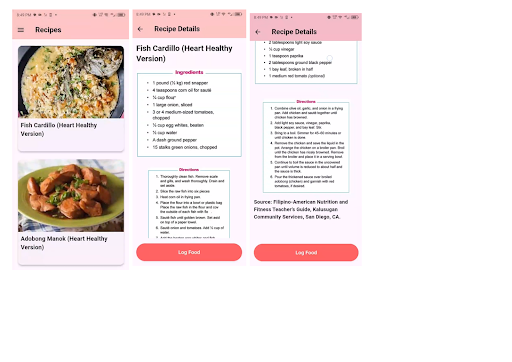 8:45 PM
Recipes
Fish Cardillo (Heart Healthy
Version)
Adobong Manok (Heart Healthy
Version)
Recipe Details
Fish Cardillo (Heart Healthy
Version)
Ingredients
• 1 pound (½ kg) red snapper
• 4 teaspoons corn oil for sauté
• ½ cup flour*
• 1 large onion, sliced
• 3 or 4 medium-sized tomatoes,
chopped
• ½ cup egg whites, beaten
• ½ cup water
• A dash ground pepper
• 15 stalks green onions, chopped
Directions
1. Thoroughly clean fish. Remove scales
and gills, and wash thoroughly. Drain and
set aside.
2. Slice the raw fish into six pieces.
3. Heat corn oil in frying pan.
4. Place the flour into a bowl or plastic bag.
Place the raw fish in the flour and cover
the outside of each fish with flour.
5. Sauté fish until golden brown. Set aside
on top of a paper towel.
6. Sauté onion and tomatoes. Add ½ cup of
water.
Log Food
Recipe Details
• 2 tablespoons light soy sauce
• ½ cup vinegar
• 1 teaspoon paprika
• 2 tablespoons ground black pepper
• 1 bay leaf, broken in half
• 1 medium red tomato (optional)
Directions
1. Combine olive oil, garlic, and onion in a frying
pan. Add chicken and sauté together until
chicken has browned.
2. Add light soy sauce, vinegar, paprika,
black pepper, and bay leaf. Stir.
3. Bring to a boil. Simmer for 45-60 minutes or
until chicken is done.
4. Remove the chicken and save the liquid in the
pot. Arrange the chicken on a broiler pan. Broil
until the chicken has nicely browned. Remove
from the broiler and place it in a serving bowl.
5. Continue to boil the sauce in the uncovered
pan until volume is reduced to about half and
the sauce is thick.
6. Pour the thickened sauce over broiled
adobong manok and garnish with red
tomatoes, if desired.
Source: Filipino-American Nutrition and
Fitness Teacher's Guide, Kalusugan
Community Services, San Diego, CA.
Log Food